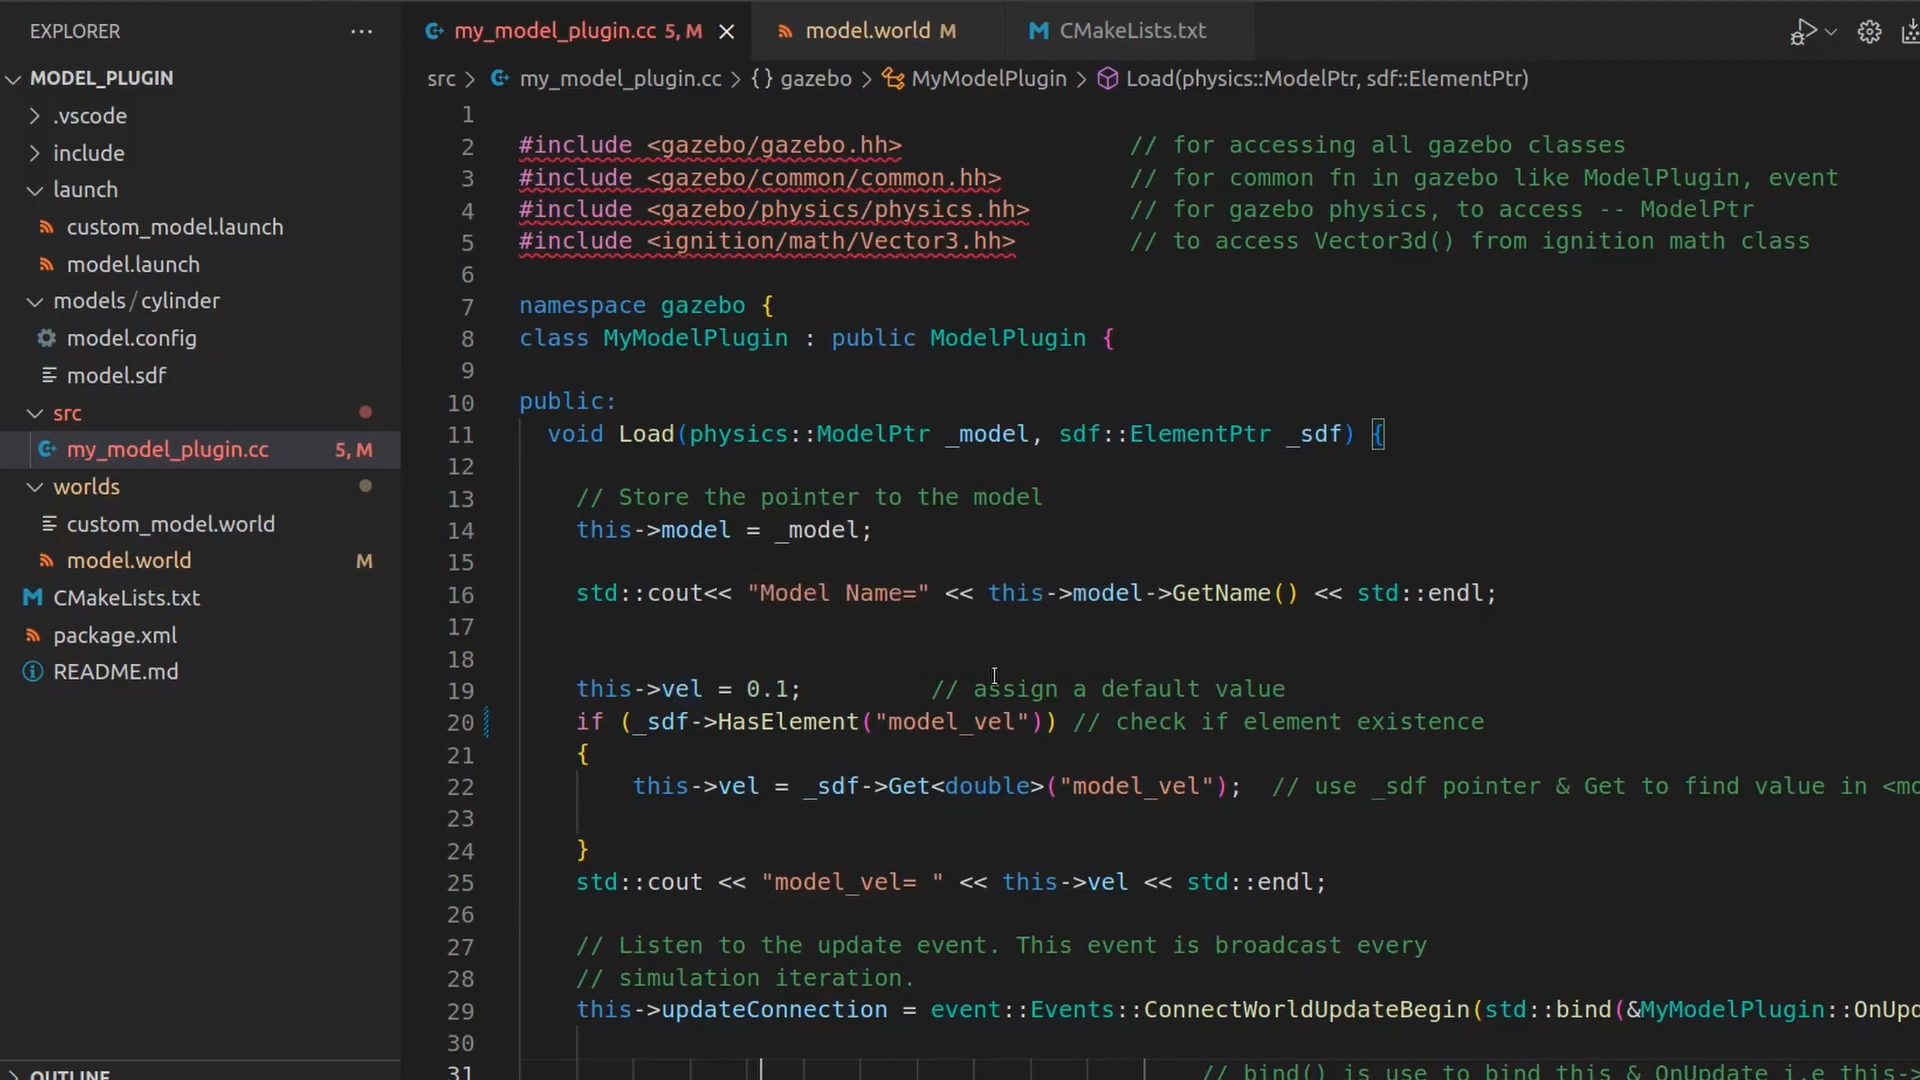 EXPLORER
MODEL_PLUGIN
.vscode
include
launch
custom_model.launch
model.launch
models/cylinder
model.config
model.sdf
src
my_model_plugin.cc 5, M
worlds
custom_model.world
model.world M
CMakeLists.txt
package.xml
README.md
OUTLINE
my_model_plugin.cc 5, M
model.world M
CMakeLists.txt
src > my_model_plugin.cc > {} gazebo > MyModelPlugin > Load(physics::ModelPtr, sdf::ElementPtr)
1
2 #include <gazebo/gazebo.hh> // for accessing all gazebo classes
3 #include <gazebo/common/common.hh> // for common fn in gazebo like ModelPlugin, event
4 #include <gazebo/physics/physics.hh> // for gazebo physics, to access -- ModelPtr
5 #include <ignition/math/Vector3.hh> // to access Vector3d() from ignition math class
6
7 namespace gazebo {
8 class MyModelPlugin : public ModelPlugin {
9
10 public:
11 void Load(physics::ModelPtr _model, sdf::ElementPtr _sdf) {
12
13 // Store the pointer to the model
14 this->model = _model;
15
16 std::cout<< "Model Name=" << this->model->GetName() << std::endl;
17
18
19 this->vel = 0.1; // assign a default value
20 if (_sdf->HasElement("model_vel")) // check if element existence
21 {
22 this->vel = _sdf->Get<double>("model_vel"); // use _sdf pointer & Get to find value in <mo
23
24 }
25 std::cout << "model_vel= " << this->vel << std::endl;
26
27 // Listen to the update event. This event is broadcast every
28 // simulation iteration.
29 this->updateConnection = event::Events::ConnectWorldUpdateBegin(std::bind(&MyModelPlugin::OnUpd
30
31 // bind() is use to bind this & OnUpdate i.e this->